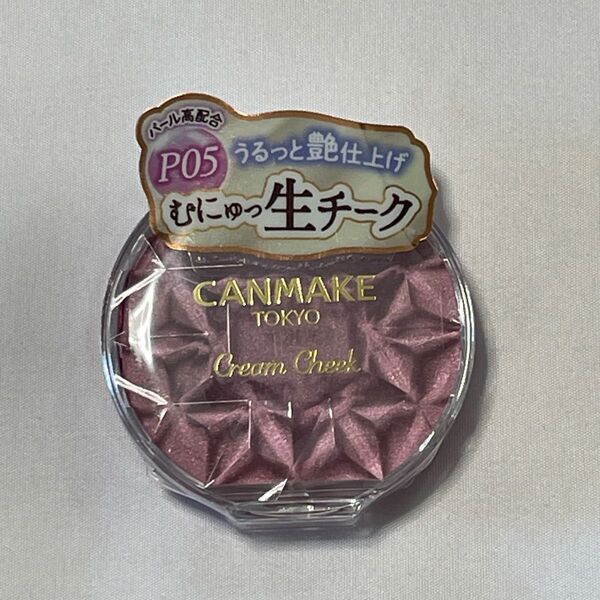 パール高配合
P05
うるっと艶仕上げ
むにゅっ生チーク
CANMAKE
TOKYO
Cream Cheek